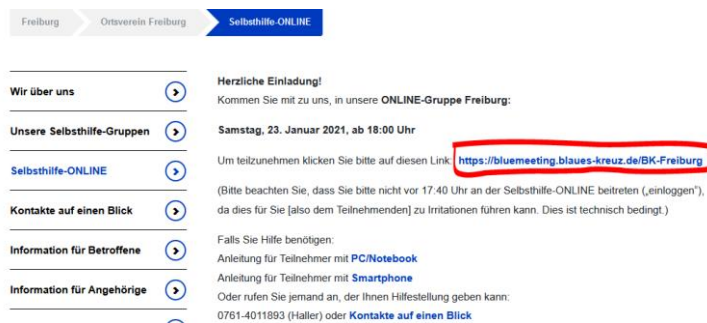 Freiburg
Ortsverein Freiburg
Selbsthilfe-ONLINE
Wir über uns
Unsere Selbsthilfe-Gruppen
Selbsthilfe-ONLINE
Kontakte auf einen Blick
Information für Betroffene
Information für Angehörige
Herzliche Einladung!
Kommen Sie mit zu uns, in unsere ONLINE-Gruppe Freiburg:
Samstag, 23. Januar 2021, ab 18:00 Uhr
Um teilzunehmen klicken Sie bitte auf diesen Link: https://bluemeeting.blaues-kreuz.de/BK-Freiburg
(Bitte beachten Sie, dass Sie bitte nicht vor 17:40 Uhr an der Selbsthilfe-ONLINE beitreten („einloggen“),
da dies für Sie [also dem Teilnehmenden] zu Irritationen führen kann. Dies ist technisch bedingt.)
Falls Sie Hilfe benötigen:
Anleitung für Teilnehmer mit PC/Notebook
Anleitung für Teilnehmer mit Smartphone
Oder rufen Sie jemand an, der Ihnen Hilfestellung geben kann:
0761-4011893 (Haller) oder Kontakte auf einen Blick